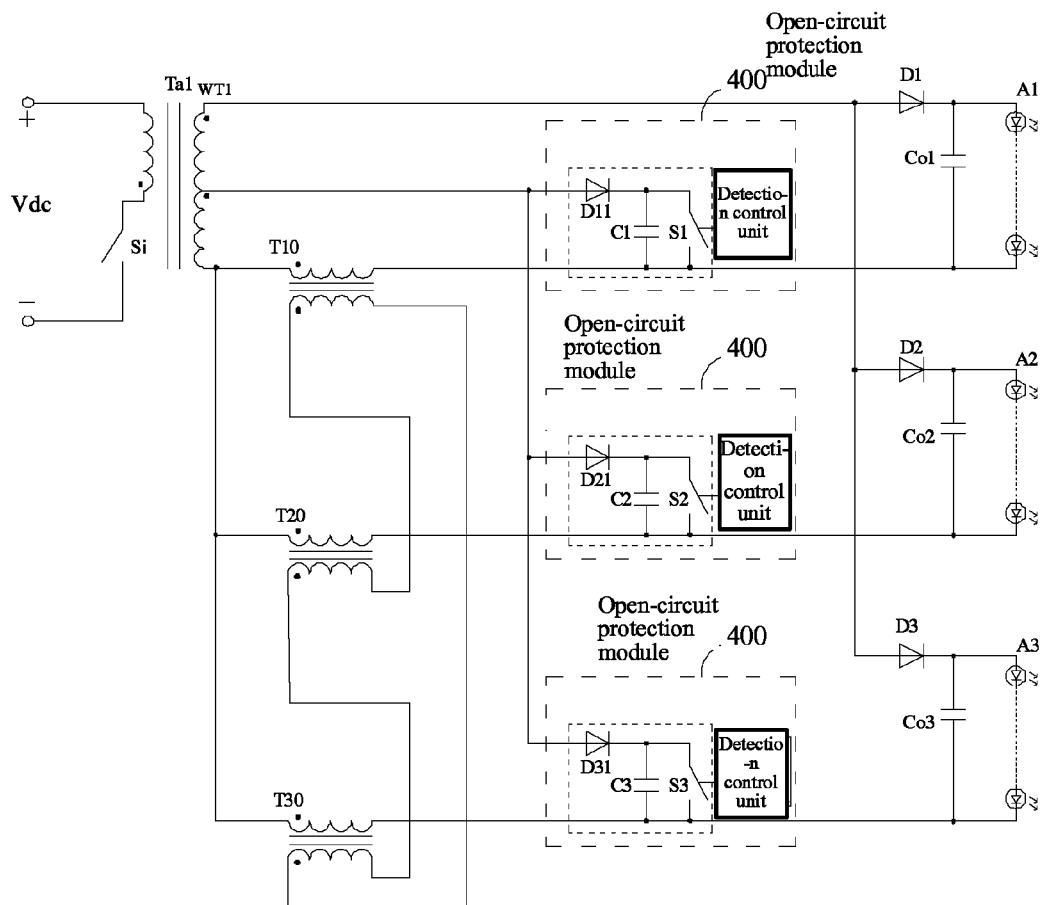 Open-circuit
protection
module
400
D1
A1
Ta1
WT1
+
Co1
Detectio-
n control
unit
D11
C1
S1
Vdc
Si
T10
−
Open-circuit
protection
module
400
D2
A2
Co2
Detecti-
on
control
unit
D21
C2
S2
T20
Open-circuit
protection
module
400
D3
A3
Co3
Detectio
-n control
unit
D31
C3
S3
T30